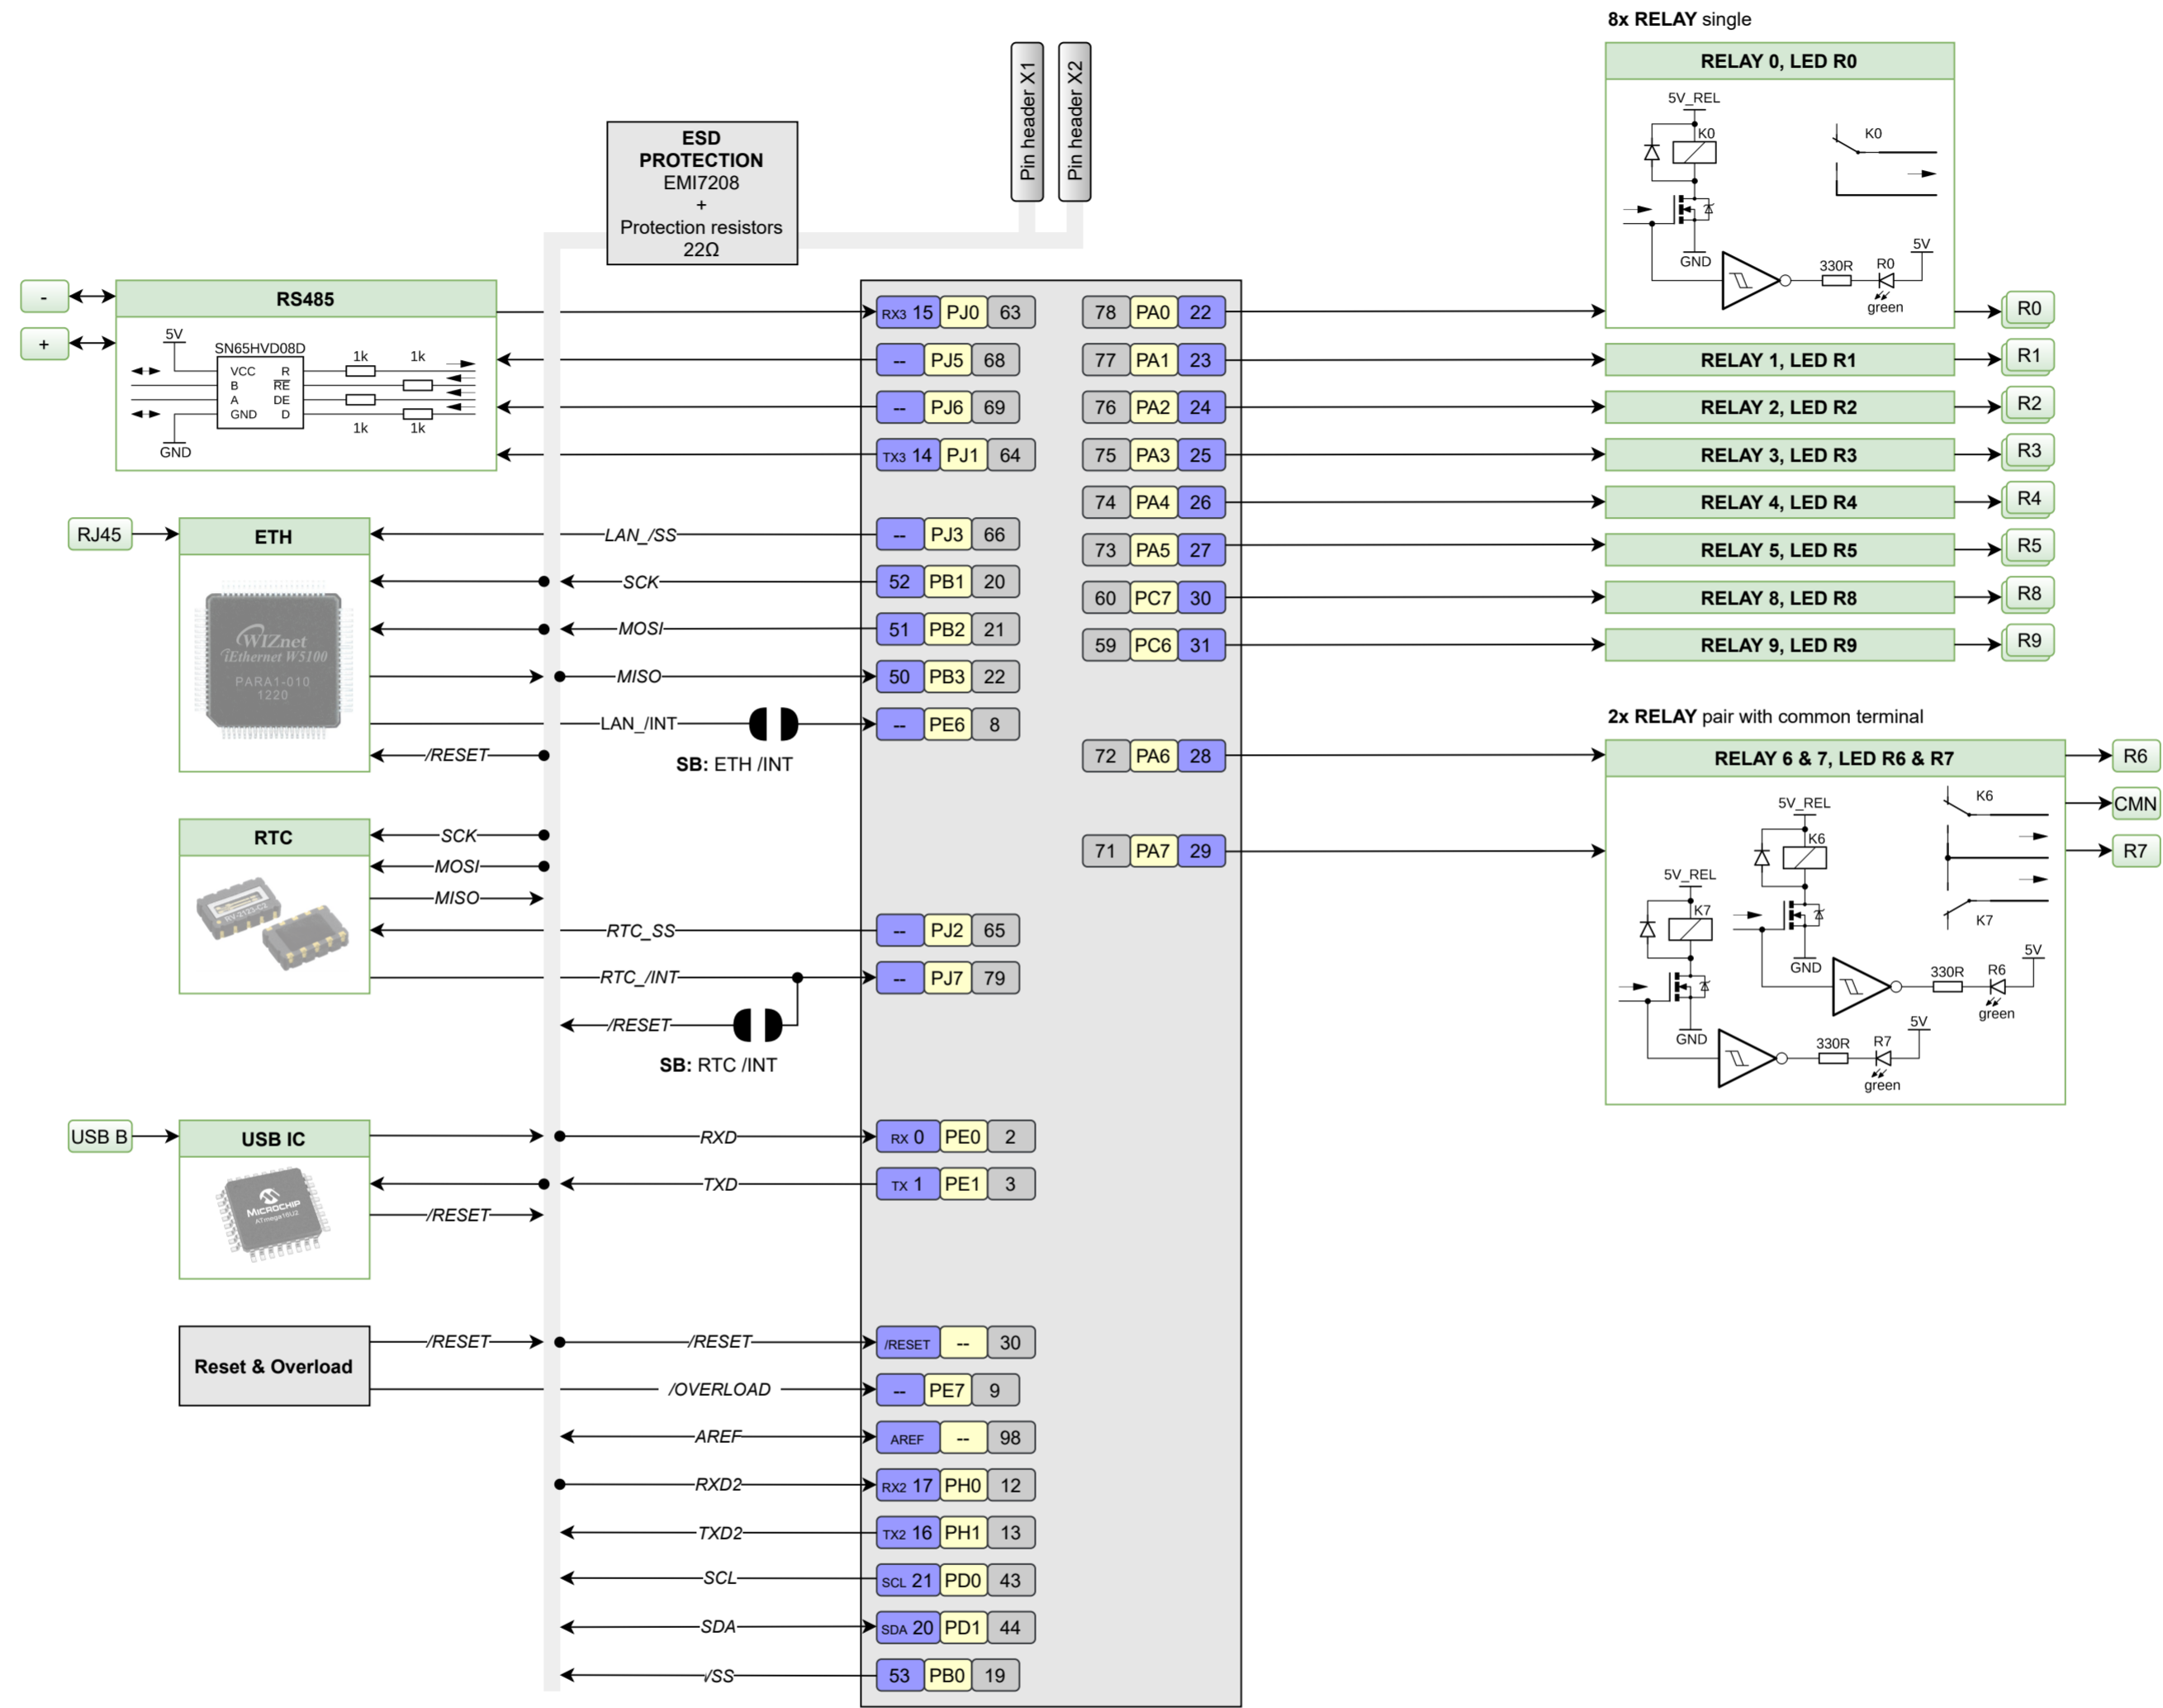 8x RELAY single
RELAY 0, LED R0
5V_REL
K0
K0
GND
330R
R0
5V
green
R0
Pin header X1
Pin header X2
ESD
PROTECTION
EMI7208
+
Protection resistors
22Ω
-
+
RS485
5V
SN65HVD08D
VCC R
B RE
A DE
GND D
1k 1k
1k 1k
GND
RX3 15 PJ0 63
-- PJ5 68
-- PJ6 69
TX3 14 PJ1 64
78 PA0 22
77 PA1 23
76 PA2 24
75 PA3 25
74 PA4 26
73 PA5 27
60 PC7 30
59 PC6 31
RELAY 1, LED R1
R1
RELAY 2, LED R2
R2
RELAY 3, LED R3
R3
RELAY 4, LED R4
R4
RELAY 5, LED R5
R5
RELAY 8, LED R8
R8
RELAY 9, LED R9
R9
RJ45
ETH
WIZnet
iEthernet W5100
PARA1-010
1220
LAN_/SS
-- PJ3 66
SCK
52 PB1 20
MOSI
51 PB2 21
MISO
50 PB3 22
LAN_/INT
-- PE6 8
/RESET
SB: ETH /INT
2x RELAY pair with common terminal
72 PA6 28
71 PA7 29
RELAY 6 & 7, LED R6 & R7
R6
CMN
R7
5V_REL
K6
K6
K7
5V_REL
K7
GND
330R
R6
5V
green
GND
330R
R7
5V
green
RTC
RV-2123-C2
SCK
MOSI
MISO
RTC_SS
-- PJ2 65
RTC_/INT
-- PJ7 79
/RESET
SB: RTC /INT
USB B
USB IC
MICROCHIP
ATmega16U2
RXD
RX 0 PE0 2
TXD
TX 1 PE1 3
/RESET
Reset & Overload
/RESET
/RESET
/RESET -- 30
/OVERLOAD
-- PE7 9
AREF
AREF -- 98
RXD2
RX2 17 PH0 12
TXD2
TX2 16 PH1 13
SCL
SCL 21 PD0 43
SDA
SDA 20 PD1 44
/SS
53 PB0 19